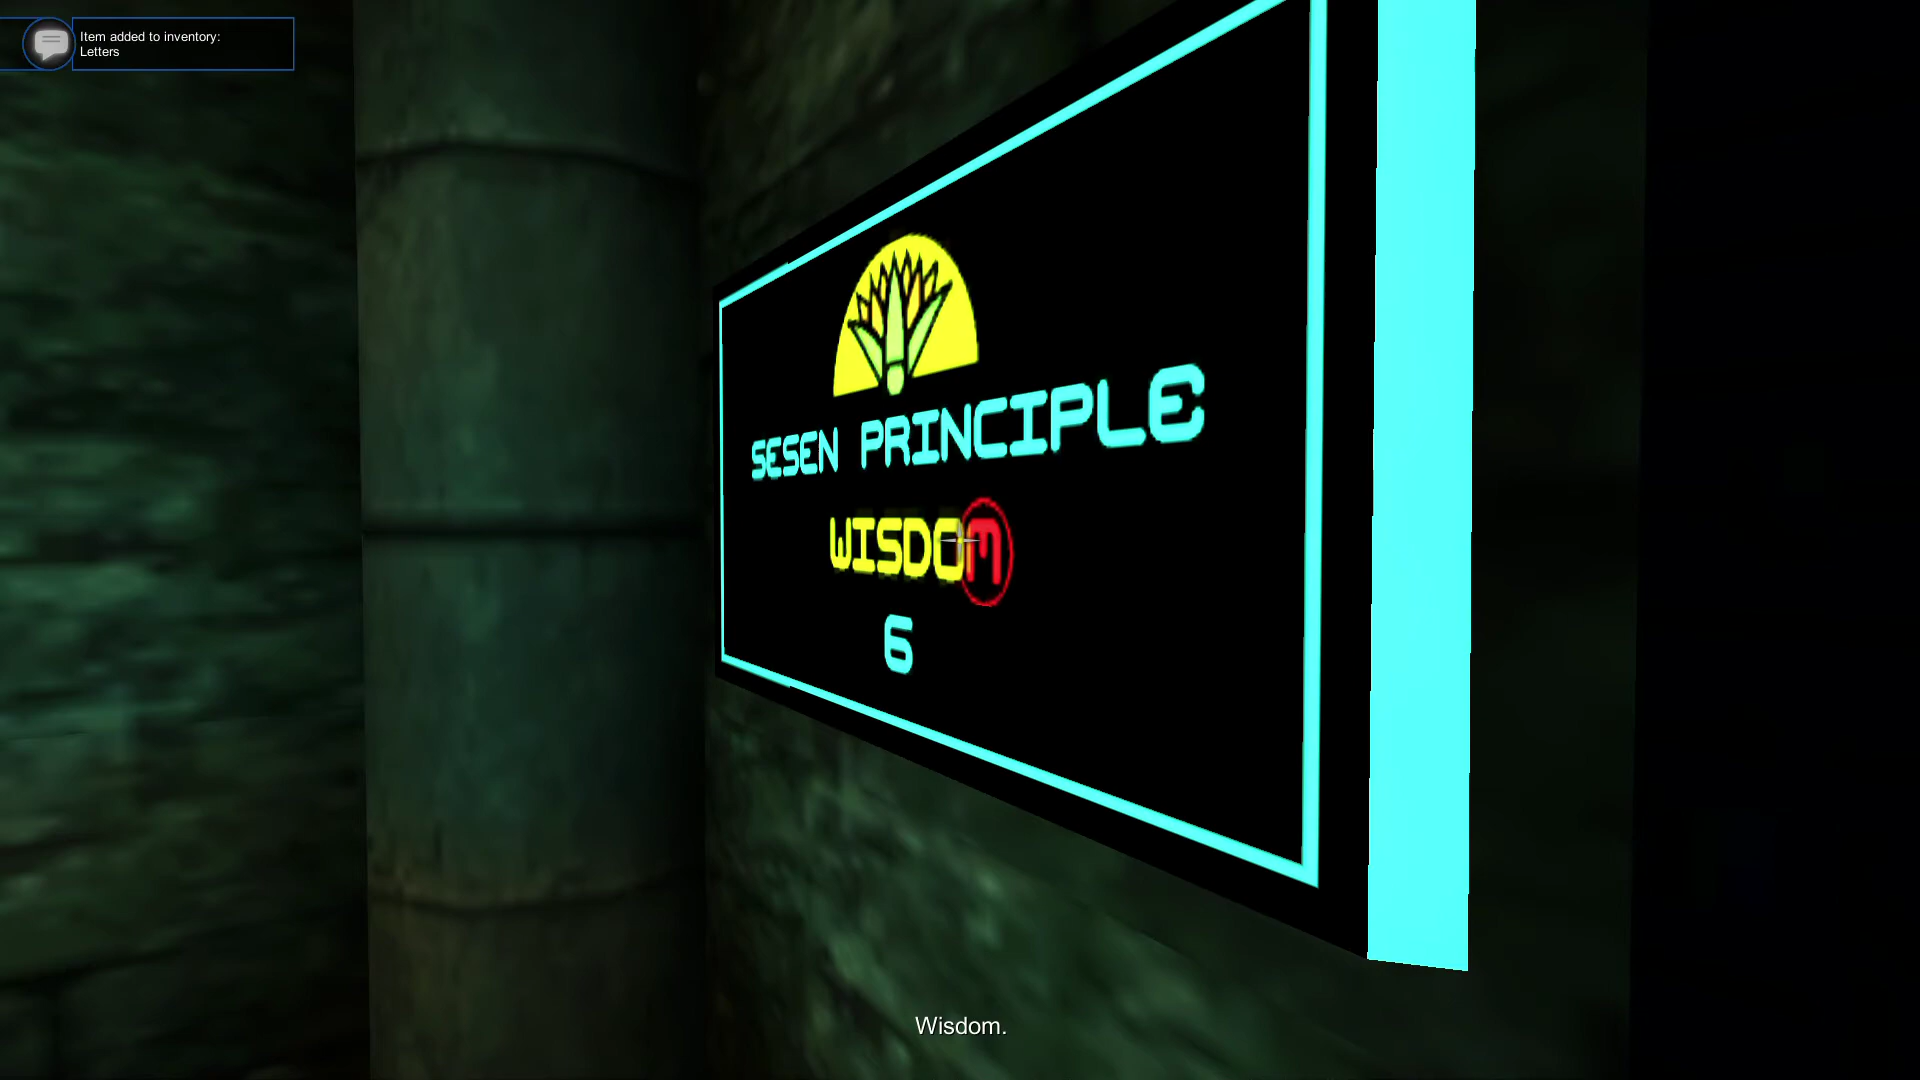 Item added to inventory:
Letters
SESEN PRINCIPLE
WISDOM
6
Wisdom.